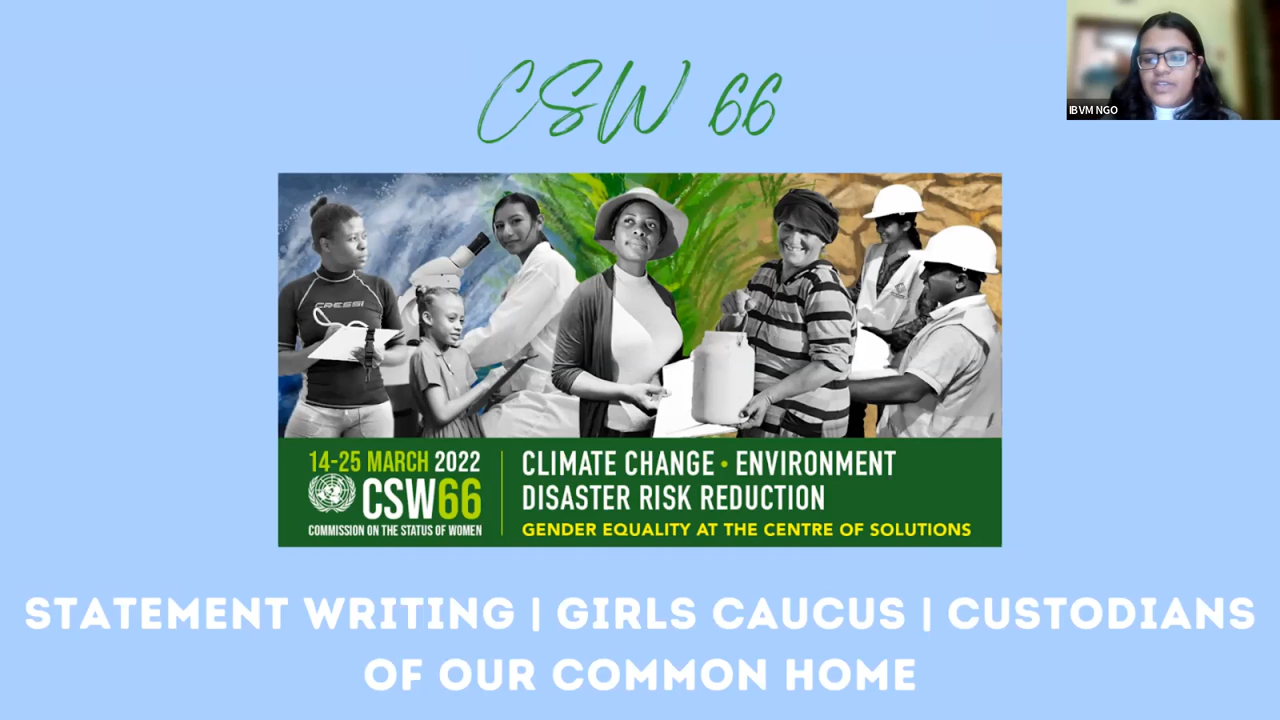 IBVM NGO
CSW 66
CRESSI
14-25 MARCH 2022
CSW66
COMMISSION ON THE STATUS OF WOMEN
CLIMATE CHANGE • ENVIRONMENT
DISASTER RISK REDUCTION
GENDER EQUALITY AT THE CENTRE OF SOLUTIONS
STATEMENT WRITING | GIRLS CAUCUS | CUSTODIANS
OF OUR COMMON HOME